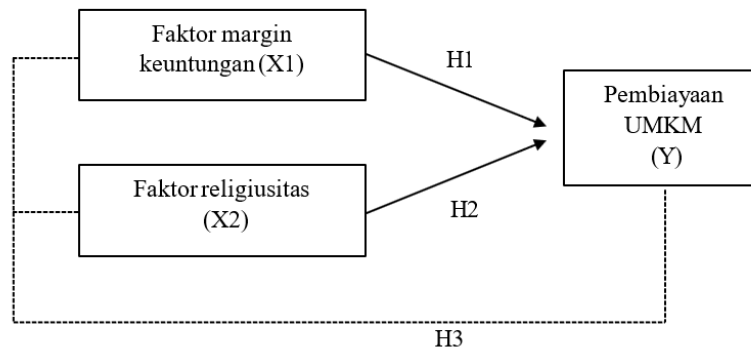 Faktor margin
keuntungan (X1)
H1
Pembiayaan
UMKM
(Y)
Faktor religiusitas
(X2)
H2
H3